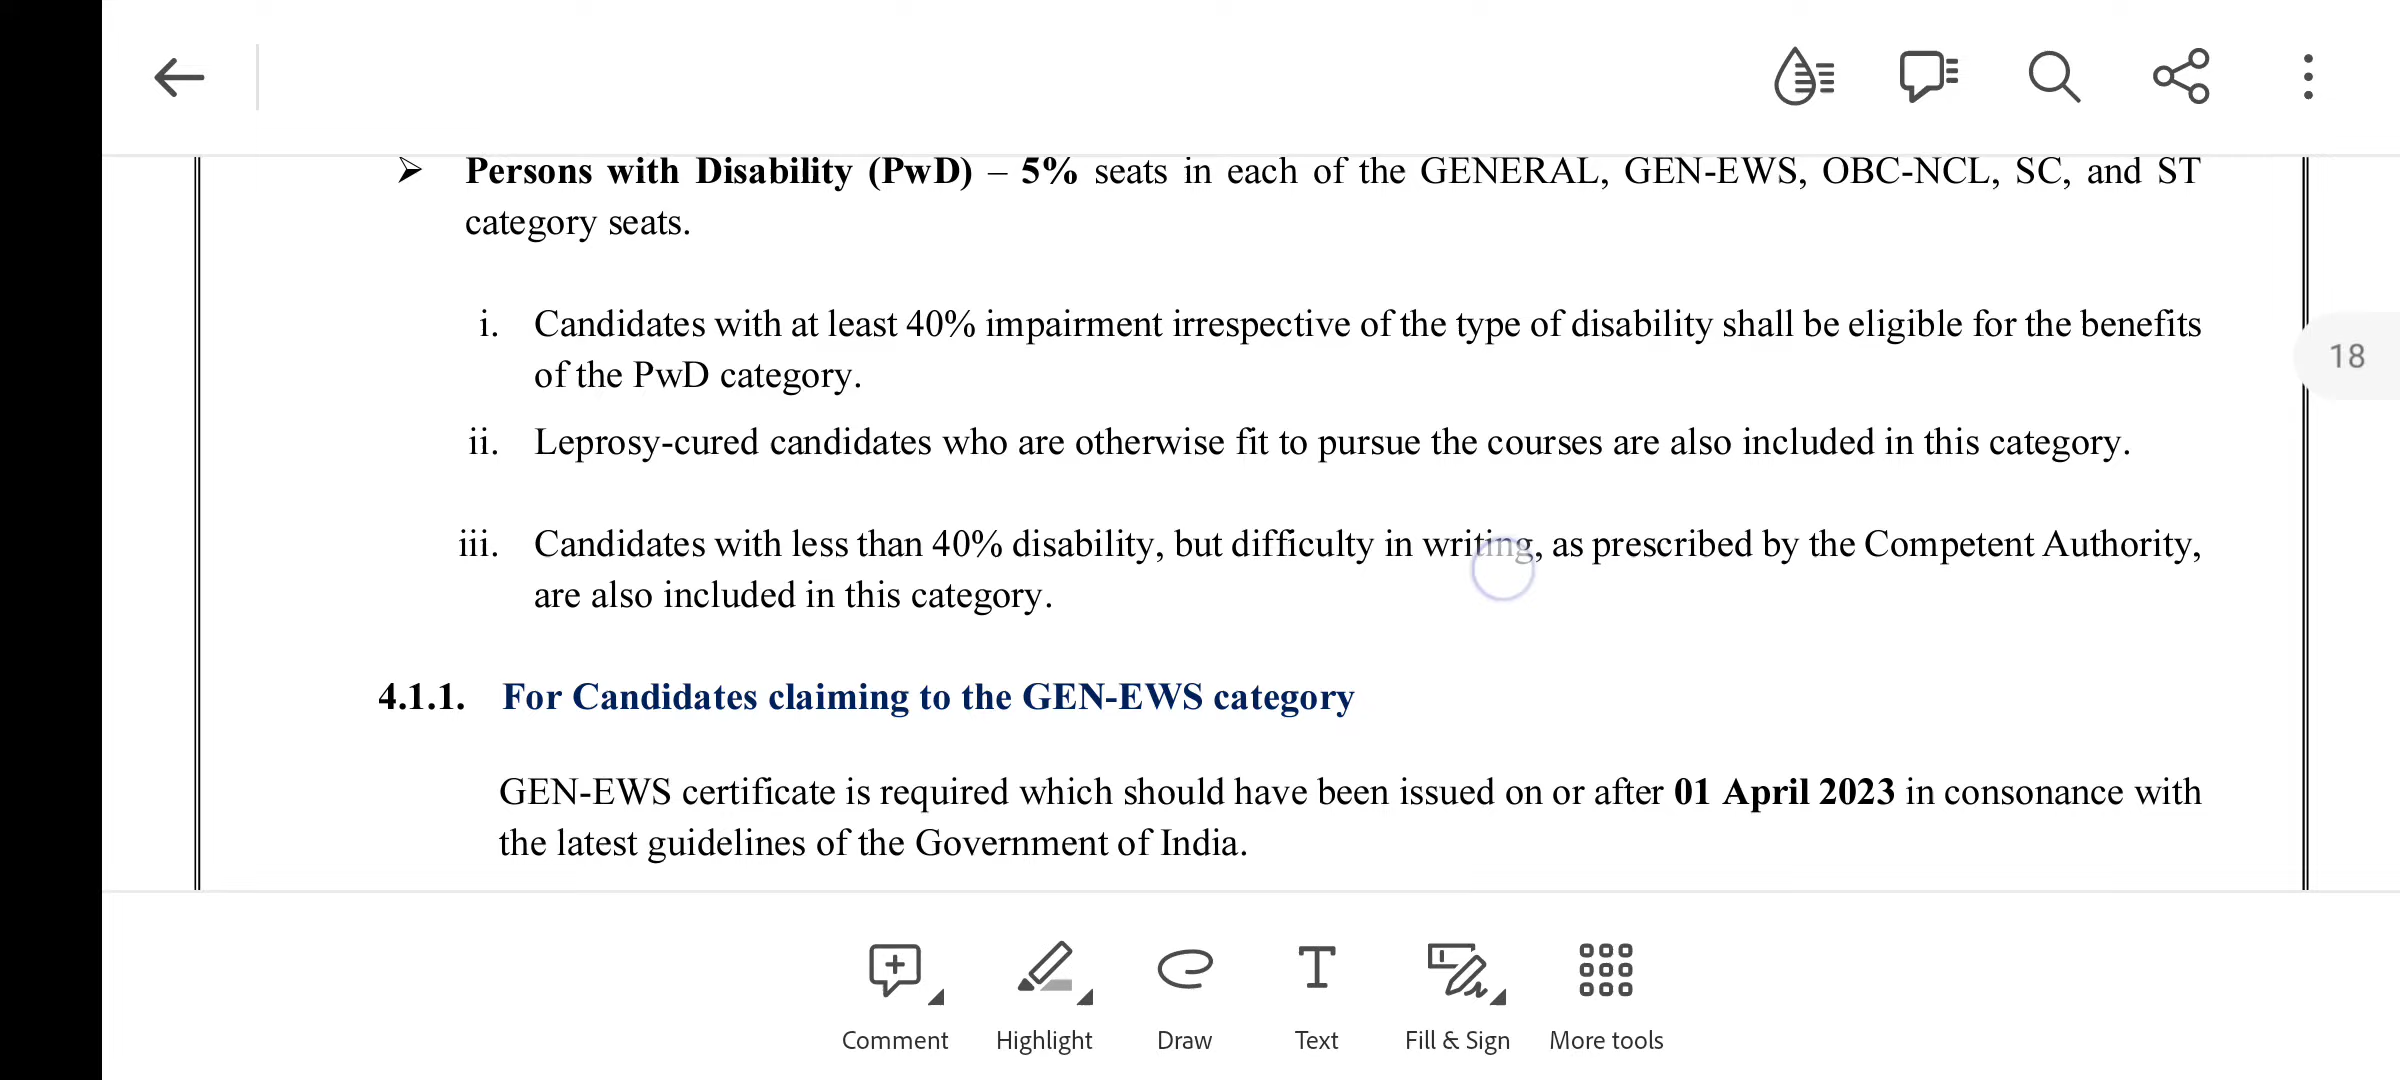 ➢ Persons with Disability (PwD) – 5% seats in each of the GENERAL, GEN-EWS, OBC-NCL, SC, and ST
category seats.
i. Candidates with at least 40% impairment irrespective of the type of disability shall be eligible for the benefits
of the PwD category.
18
ii. Leprosy-cured candidates who are otherwise fit to pursue the courses are also included in this category.
iii. Candidates with less than 40% disability, but difficulty in writing, as prescribed by the Competent Authority,
are also included in this category.
4.1.1. For Candidates claiming to the GEN-EWS category
GEN-EWS certificate is required which should have been issued on or after 01 April 2023 in consonance with
the latest guidelines of the Government of India.
Comment Highlight Draw Text Fill & Sign More tools